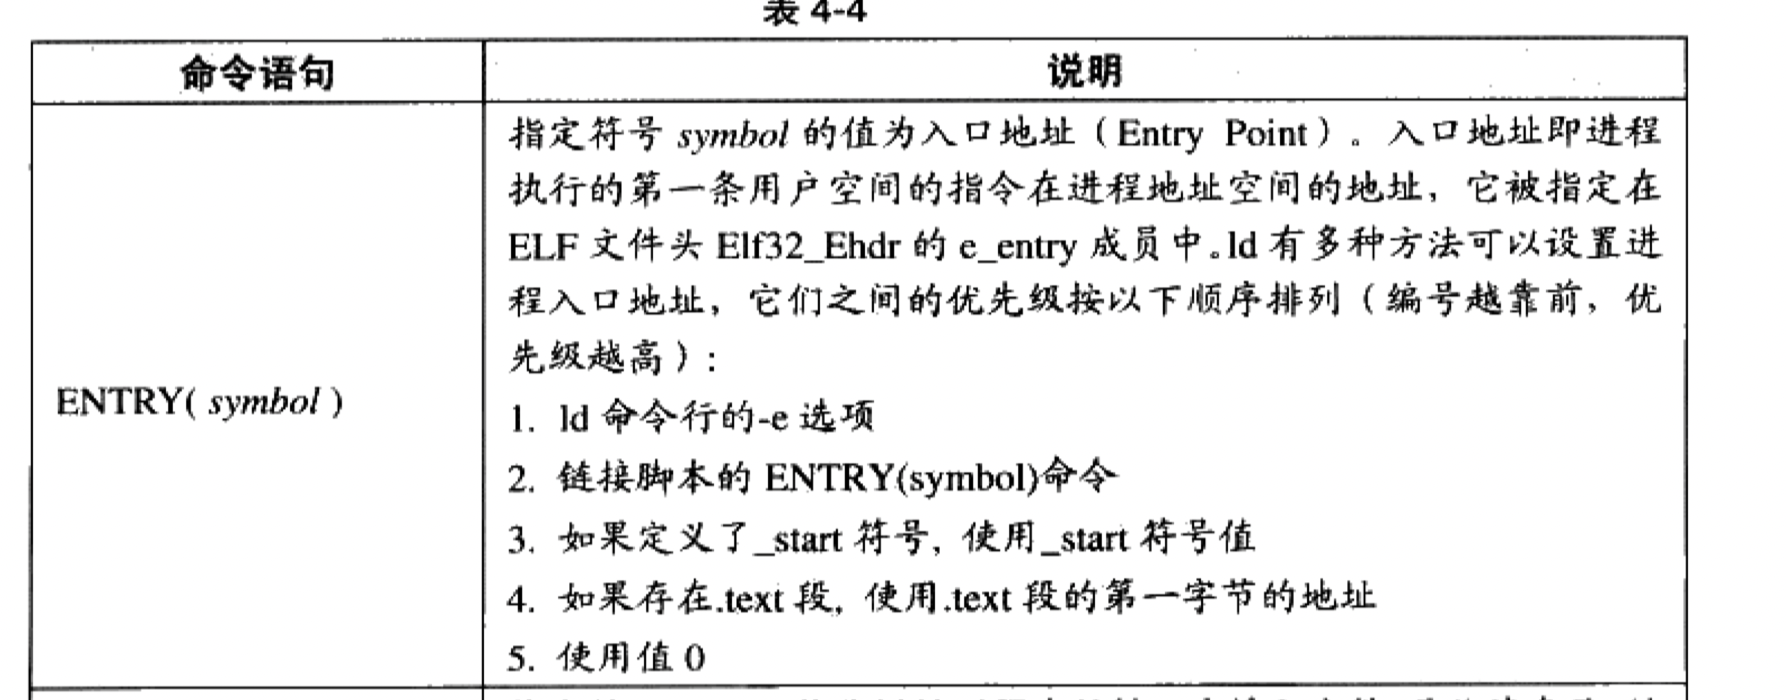 表 4-4
命令语句
说明
指定符号 symbol 的值为入口地址（Entry Point）。入口地址即进程
执行的第一条用户空间的指令在进程地址空间的地址，它被指定在
ELF 文件头 Elf32_Ehdr 的 e_entry 成员中。ld 有多种方法可以设置进
程入口地址，它们之间的优先级按以下顺序排列（编号越靠前，优
先级越高）：
ENTRY( symbol )
1. ld 命令行的-e 选项
2. 链接脚本的 ENTRY(symbol)命令
3. 如果定义了_start 符号，使用_start 符号值
4. 如果存在.text 段，使用.text 段的第一字节的地址
5. 使用值 0